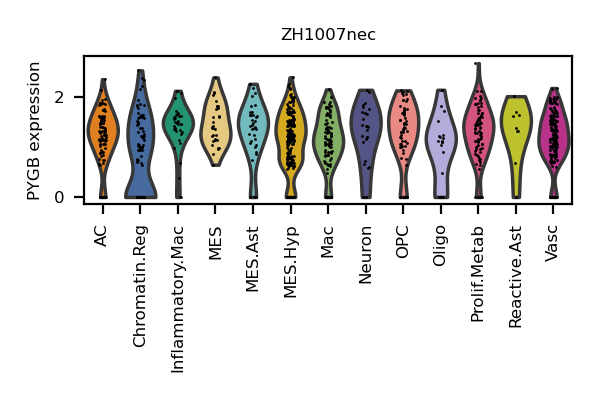 ZH1007nec
PYGB expression
2
0
AC
Chromatin.Reg
Inflammatory.Mac
MES
MES.Ast
MES.Hyp
Mac
Neuron
OPC
Oligo
Prolif.Metab
Reactive.Ast
Vasc